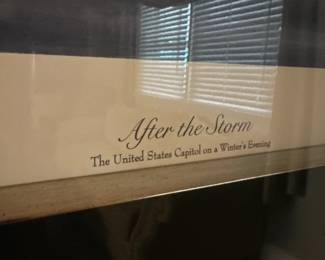 After the Storm
The United States Capitol on a Winter's Evening